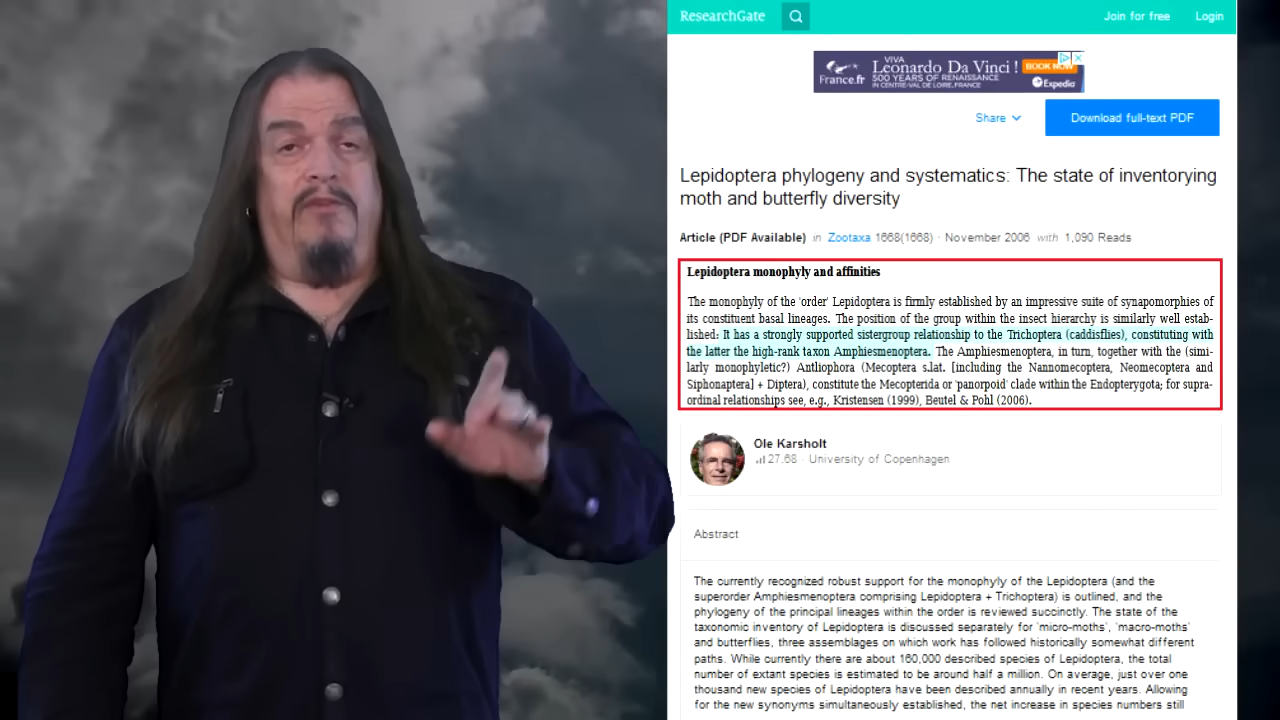 ResearchGate
Join for free Login
VIVA
Leonardo Da Vinci !
500 YEARS OF RENAISSANCE
IN CENTRE-VAL DE LOIRE, FRANCE
France.fr
BOOK NOW
Expedia
Share
Download full-text PDF
Lepidoptera phylogeny and systematics: The state of inventorying
moth and butterfly diversity
Article (PDF Available) in Zootaxa 1668(1668) · November 2006 with 1,090 Reads
Lepidoptera monophyly and affinities
The monophyly of the 'order' Lepidoptera is firmly established by an impressive suite of synapomorphies of
its constituent basal lineages. The position of the group within the insect hierarchy is similarly well estab-
lished: It has a strongly supported sistergroup relationship to the Trichoptera (caddisflies), constituting with
the latter the high-rank taxon Amphiesmenoptera. The Amphiesmenoptera, in turn, together with the (simi-
larly monophyletic?) Antliophora (Mecoptera s.lat. [including the Nannomecoptera, Neomecoptera and
Siphonaptera] + Diptera), constitute the Mecopterida or 'panorpoid' clade within the Endopterygota; for supra-
ordinal relationships see, e.g., Kristensen (1999), Beutel & Pohl (2006).
Ole Karsholt
27.68 · University of Copenhagen
Abstract
The currently recognized robust support for the monophyly of the Lepidoptera (and the
superorder Amphiesmenoptera comprising Lepidoptera + Trichoptera) is outlined, and the
phylogeny of the principal lineages within the order is reviewed succinctly. The state of the
taxonomic inventory of Lepidoptera is discussed separately for 'micro-moths', 'macro-moths'
and butterflies, three assemblages on which work has followed historically somewhat different
paths. While currently there are about 160,000 described species of Lepidoptera, the total
number of extant species is estimated to be around half a million. On average, just over one
thousand new species of Lepidoptera have been described annually in recent years. Allowing
for the new synonyms simultaneously established, the net increase in species numbers still